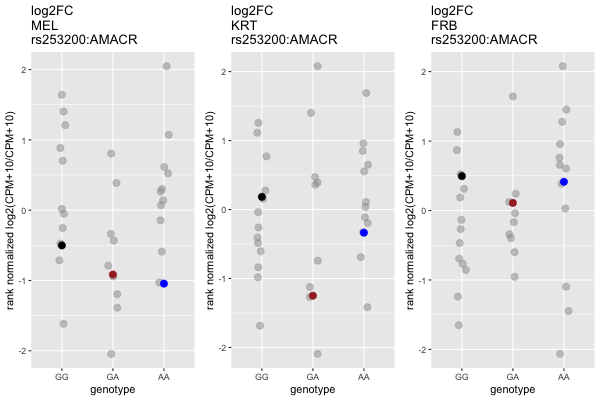 log2FC
MEL
rs253200:AMACR
rank normalized log2(CPM+10/CPM+10)
2
1
0
-1
-2
GG
GA
AA
genotype
log2FC
KRT
rs253200:AMACR
rank normalized log2(CPM+10/CPM+10)
2
1
0
-1
-2
GG
GA
AA
genotype
log2FC
FRB
rs253200:AMACR
rank normalized log2(CPM+10/CPM+10)
2
1
0
-1
-2
GG
GA
AA
genotype